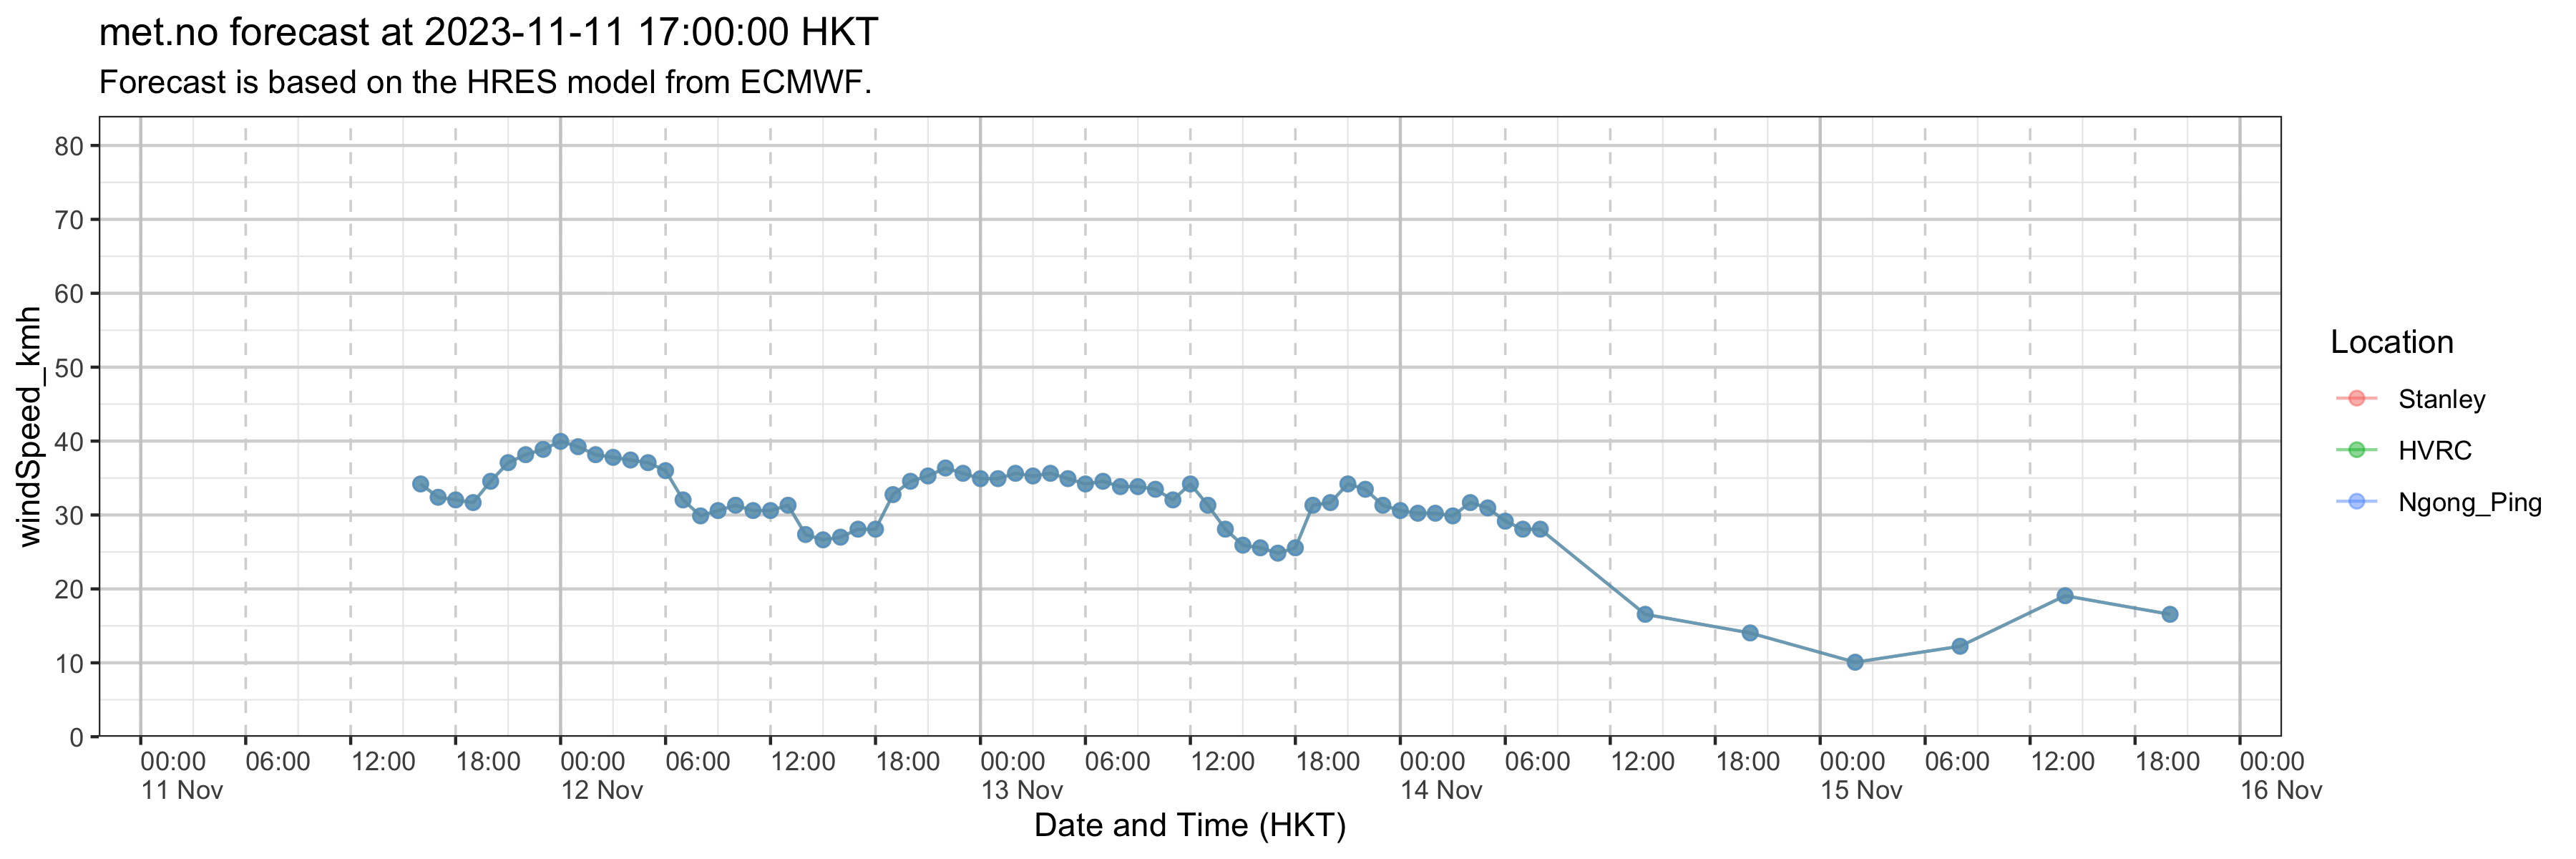 met.no forecast at 2023-11-11 17:00:00 HKT
Forecast is based on the HRES model from ECMWF.
windSpeed_kmh
80
70
60
50
40
30
20
10
0
00:00 06:00 12:00 18:00 00:00 06:00 12:00 18:00 00:00 06:00 12:00 18:00 00:00 06:00 12:00 18:00 00:00 06:00 12:00 18:00 00:00
11 Nov 12 Nov 13 Nov 14 Nov 15 Nov 16 Nov
Date and Time (HKT)
Location
Stanley
HVRC
Ngong_Ping